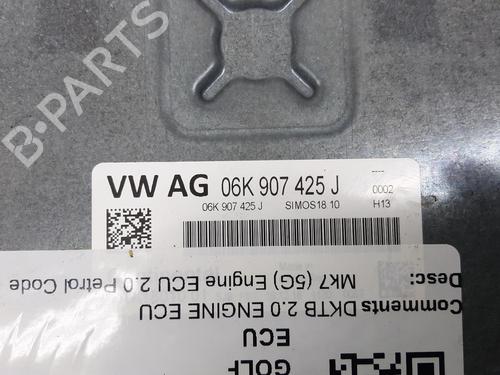 B-PARTS
VW AG 06K 907 425 J
0002
06K 907 425 J SIMOS18 10 H13
Desc: Mk7 (5G) Engine ECU 2.0 Petrol Code
Comments DKTB 2.0 ENGINE ECU
ECU
GOLF